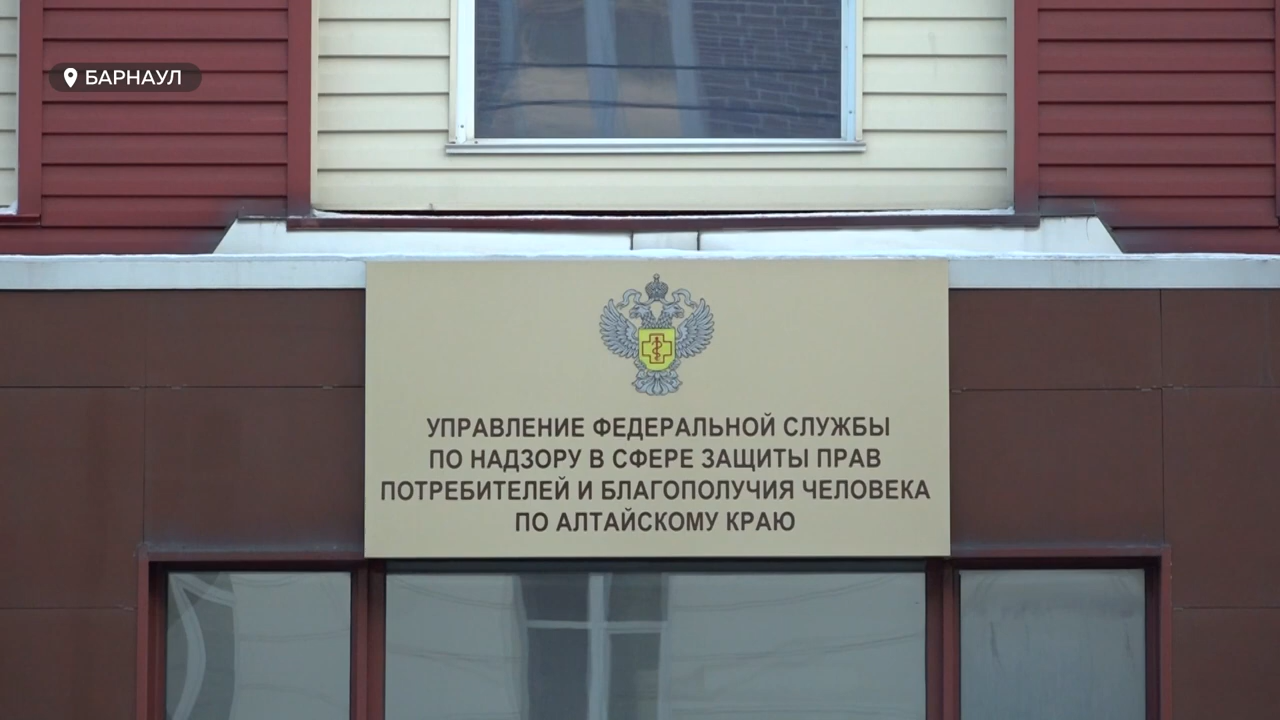 БАРНАУЛ
УПРАВЛЕНИЕ ФЕДЕРАЛЬНОЙ СЛУЖБЫ
ПО НАДЗОРУ В СФЕРЕ ЗАЩИТЫ ПРАВ
ПОТРЕБИТЕЛЕЙ И БЛАГОПОЛУЧИЯ ЧЕЛОВЕКА
ПО АЛТАЙСКОМУ КРАЮ